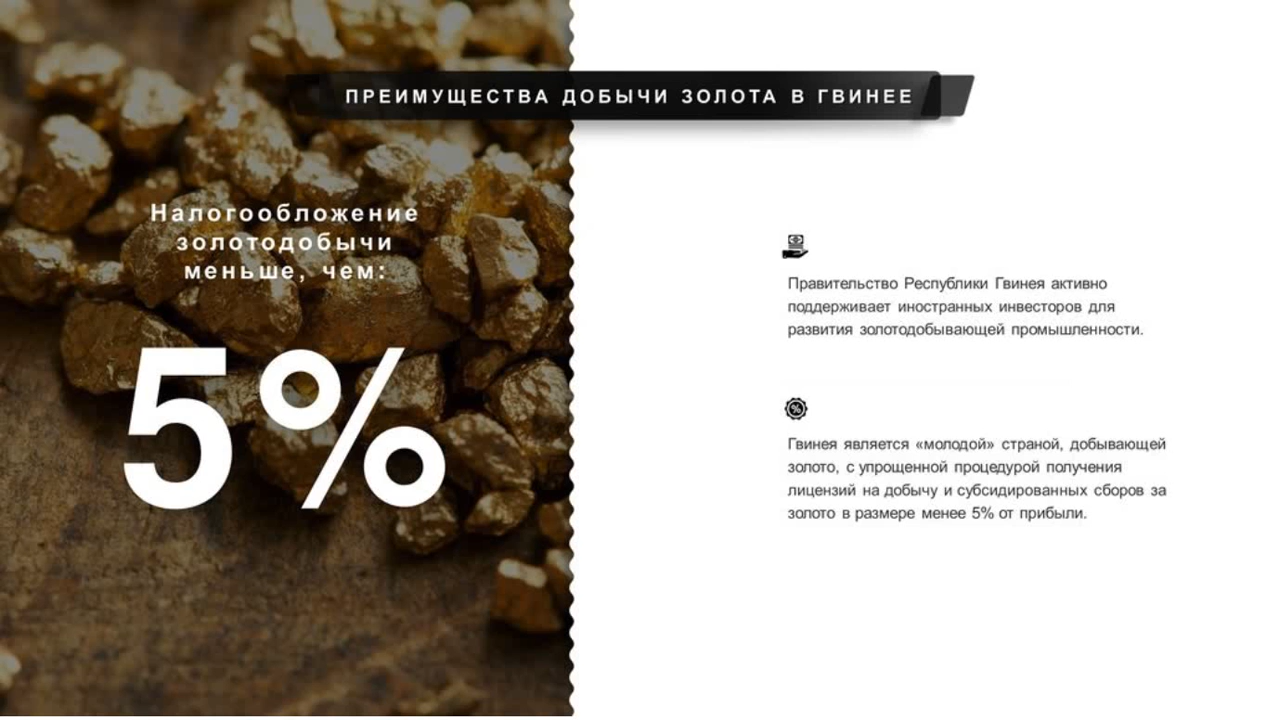 ПРЕИМУЩЕСТВА ДОБЫЧИ ЗОЛОТА В ГВИНЕЕ
Налогообложение
золотодобычи
меньше, чем:
5%
Правительство Республики Гвинея активно
поддерживает иностранных инвесторов для
развития золотодобывающей промышленности.
Гвинея является «молодой» страной, добывающей
золото, с упрощенной процедурой получения
лицензий на добычу и субсидированных сборов за
золото в размере менее 5% от прибыли.